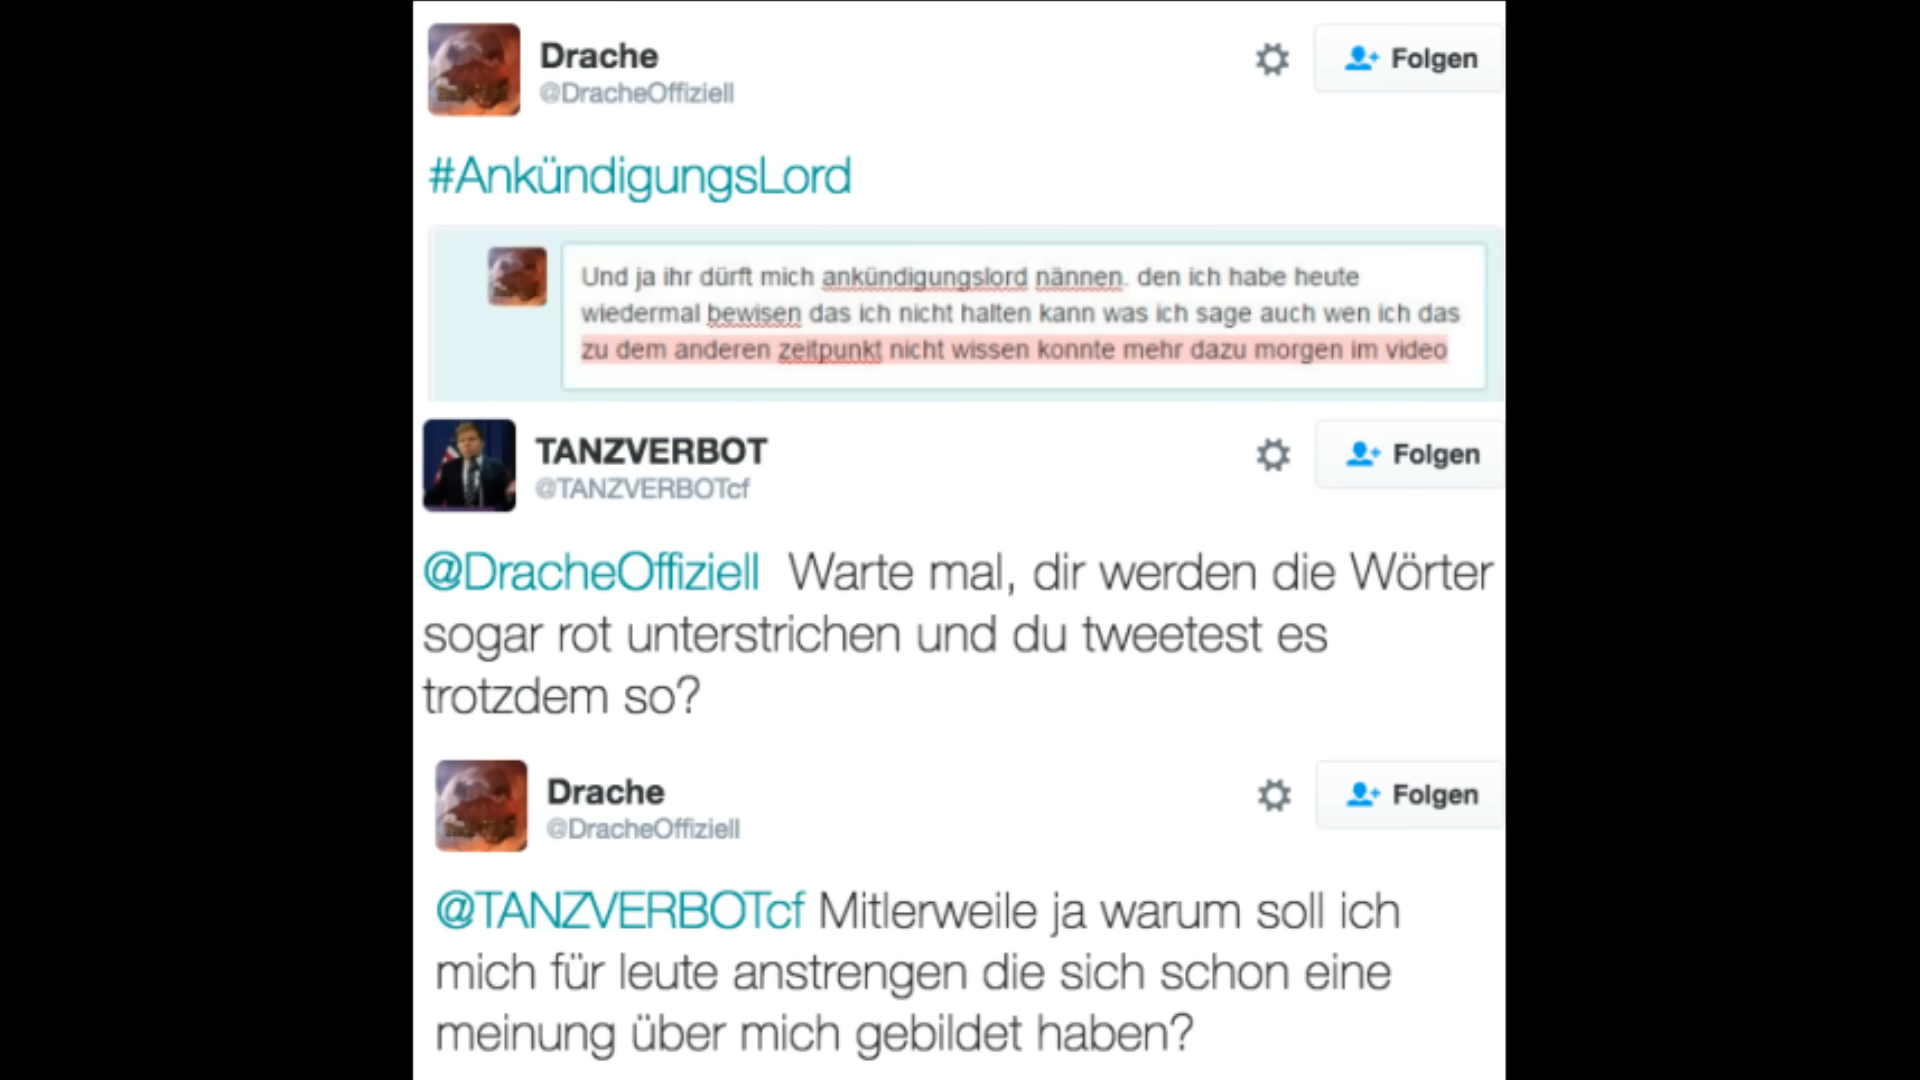 Drache
@DracheOffiziell
Folgen
#AnkündigungsLord
Und ja ihr dürft mich ankündigungslord nännen. den ich habe heute
wiedermal bewisen das ich nicht halten kann was ich sage auch wen ich das
zu dem anderen zeitpunkt nicht wissen konnte mehr dazu morgen im video
TANZVERBOT
@TANZVERBOTcf
Folgen
@DracheOffiziell Warte mal, dir werden die Wörter
sogar rot unterstrichen und du tweetest es
trotzdem so?
Drache
@DracheOffiziell
Folgen
@TANZVERBOTcf Mitlerweile ja warum soll ich
mich für leute anstrengen die sich schon eine
meinung über mich gebildet haben?